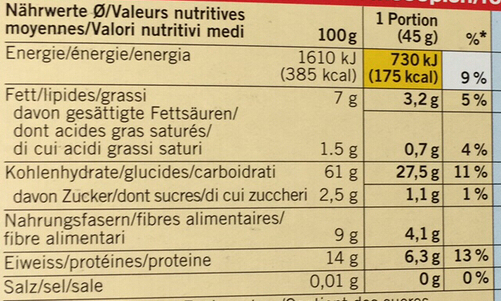 Nährwerte Ø/Valeurs nutritives
moyennes/Valori nutritivi medi 100g 1 Portion (45 g) %*
Energie/énergie/energia 1610 kJ 730 kJ
(385 kcal) (175 kcal) 9%
Fett/lipides/grassi 7 g 3,2 g 5%
davon gesättigte Fettsäuren/
dont acides gras saturés/
di cui acidi grassi saturi 1.5 g 0,7 g 4%
Kohlenhydrate/glucides/carboidrati 61 g 27,5 g 11%
davon Zucker/dont sucres/di cui zuccheri 2,5 g 1,1 g 1%
Nahrungsfasern/fibres alimentaires/
fibre alimentari 9 g 4,1 g
Eiweiss/protéines/proteine 14 g 6,3 g 13%
Salz/sel/sale 0,01 g 0 g 0%